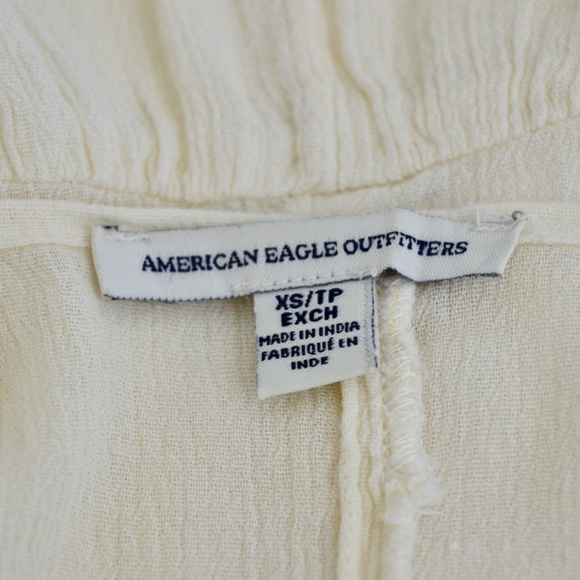 AMERICAN EAGLE OUTFITTERS
XS/TP
EXCH
MADE IN INDIA
FABRIQUÉ EN
INDE